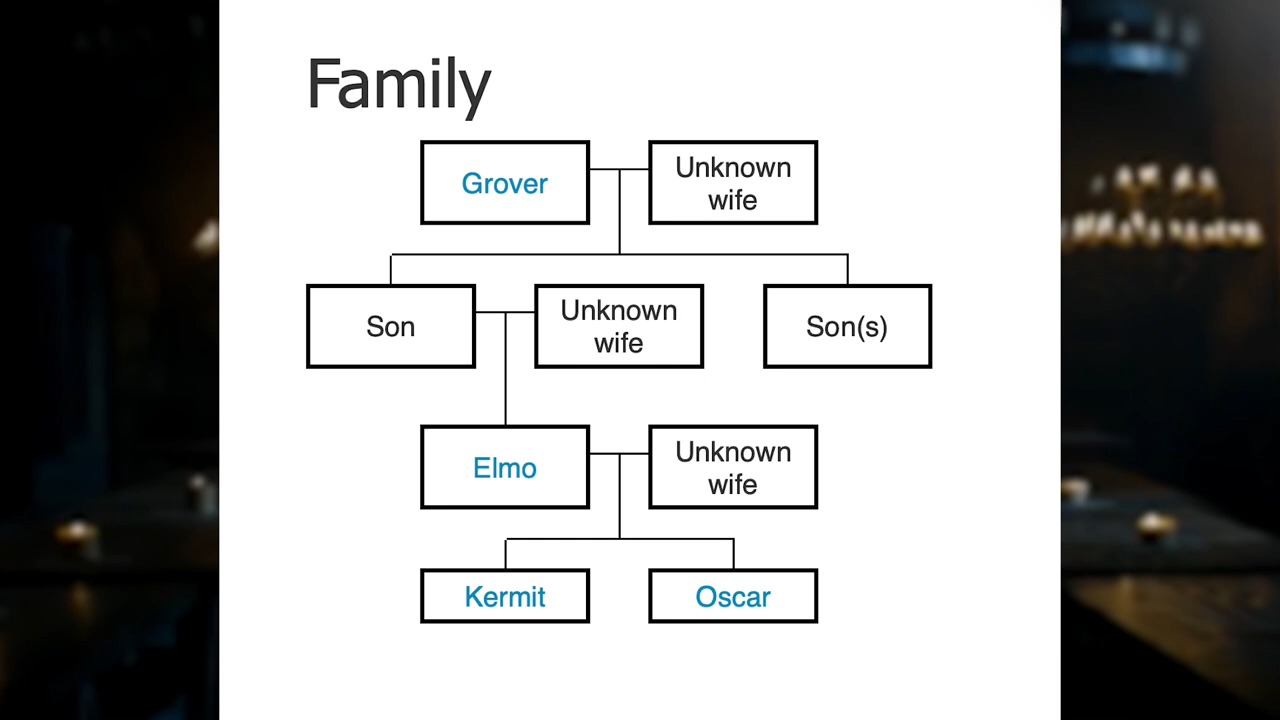 Family
Grover
Unknown
wife
Son
Unknown
wife
Son(s)
Elmo
Unknown
wife
Kermit
Oscar